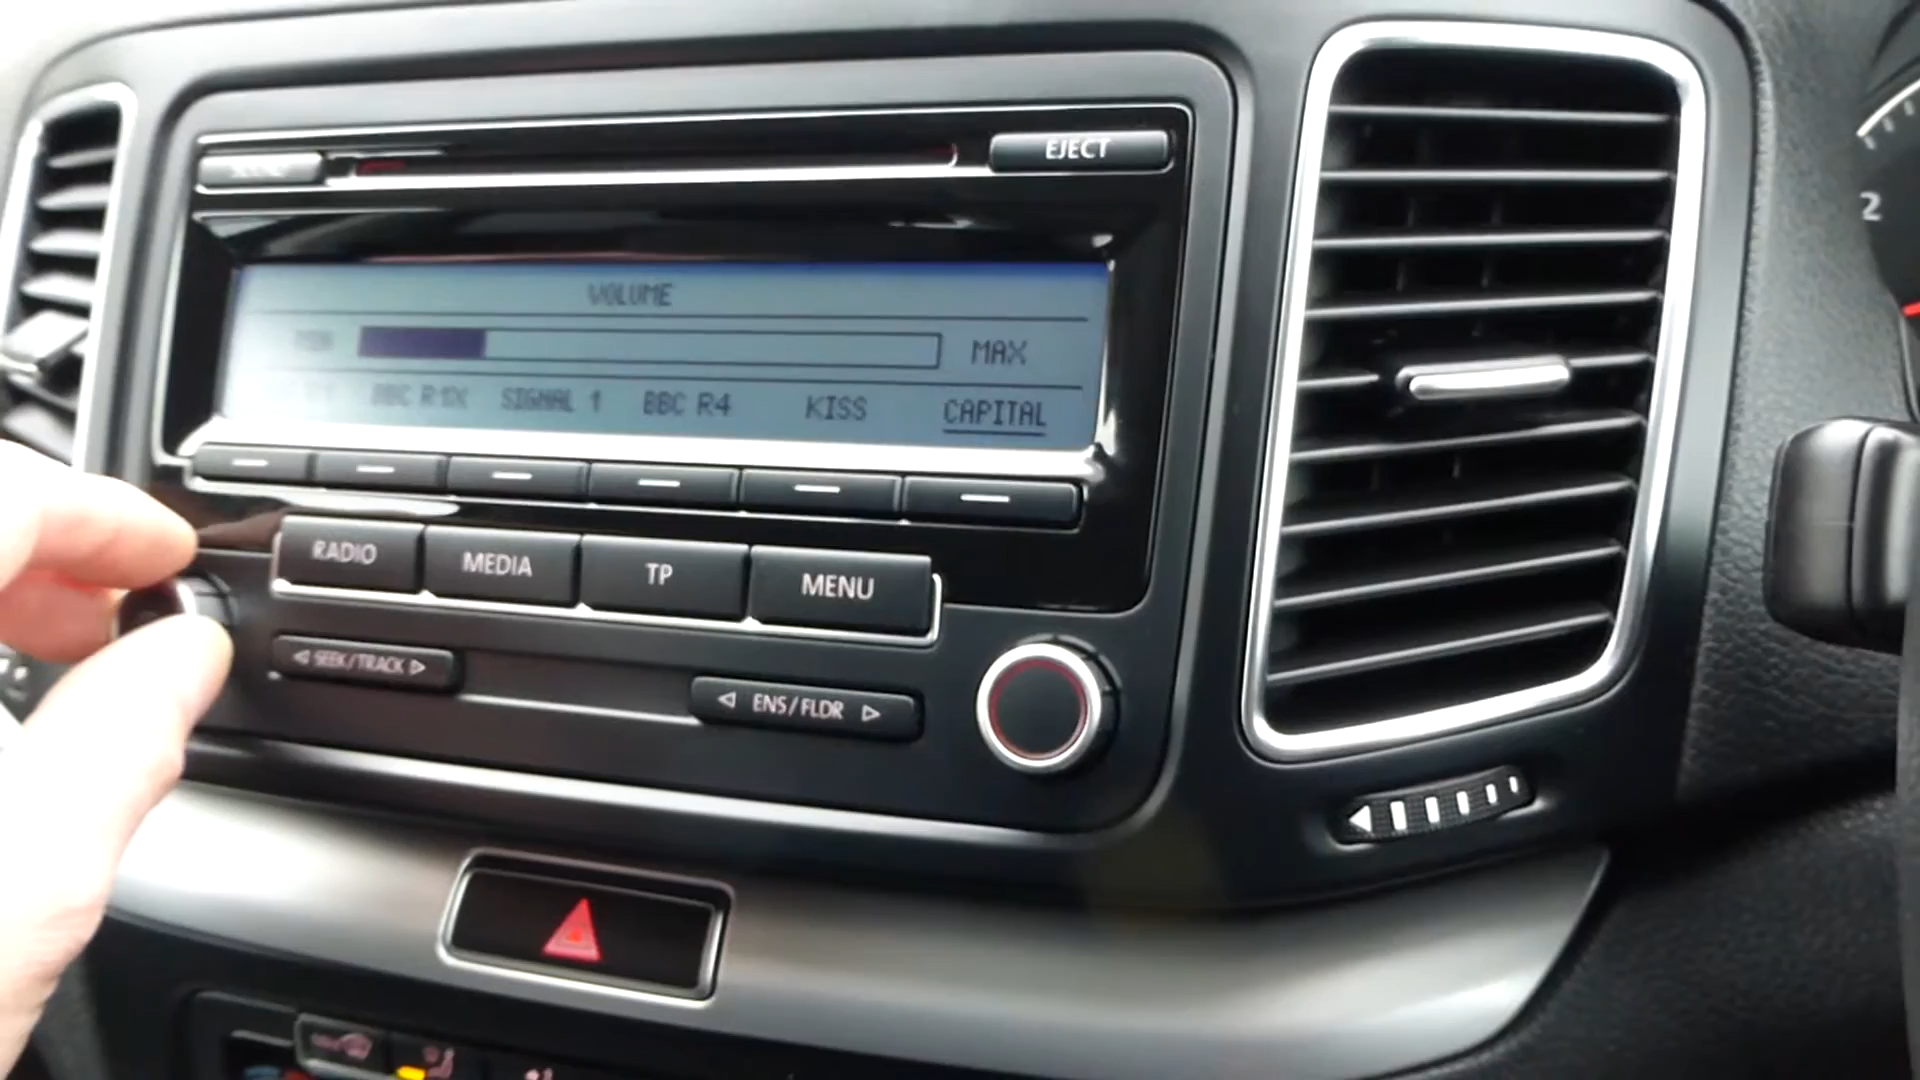 EJECT
VOLUME
MAX
BBC R1X SIGNAL 1 BBC R4 KISS CAPITAL
RADIO MEDIA TP MENU
SEEK/TRACK
ENS/FLDR
2